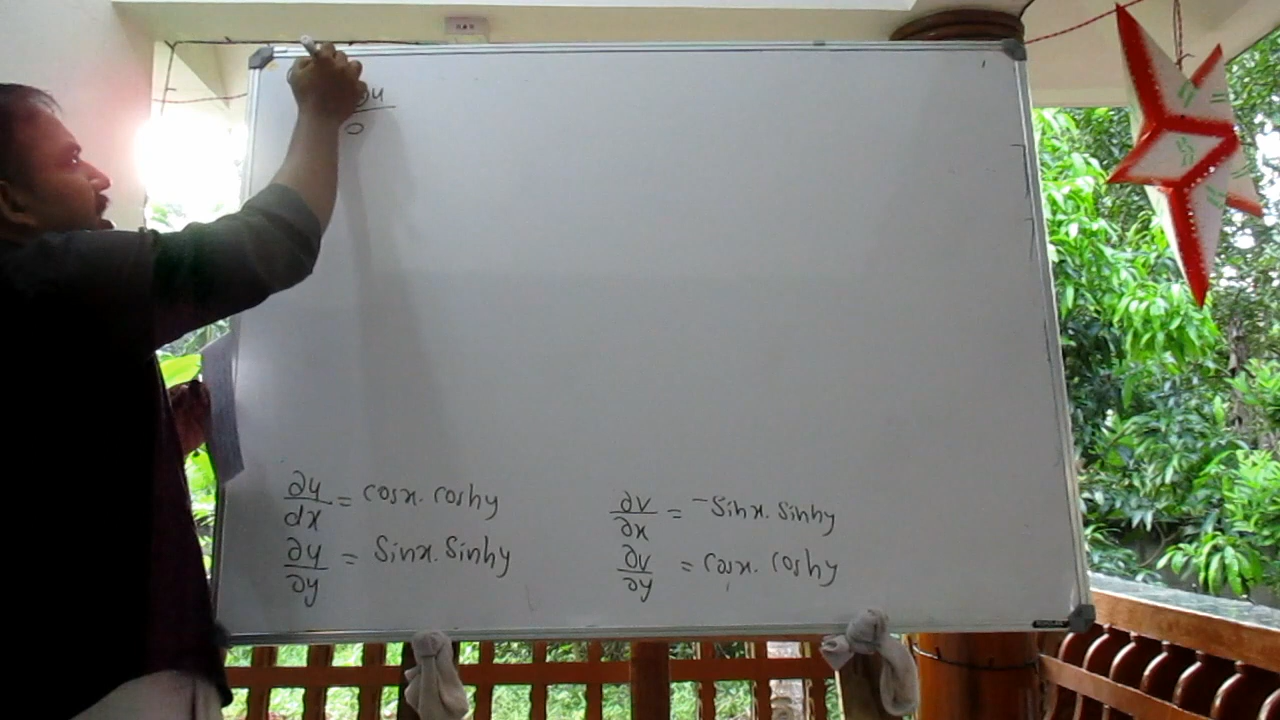 ∂u
∂u/dx = cosx. coshy
∂u/∂y = sinx. sinhy
∂v/∂x = -sinx. sinhy
∂v/∂y = cosx. coshy